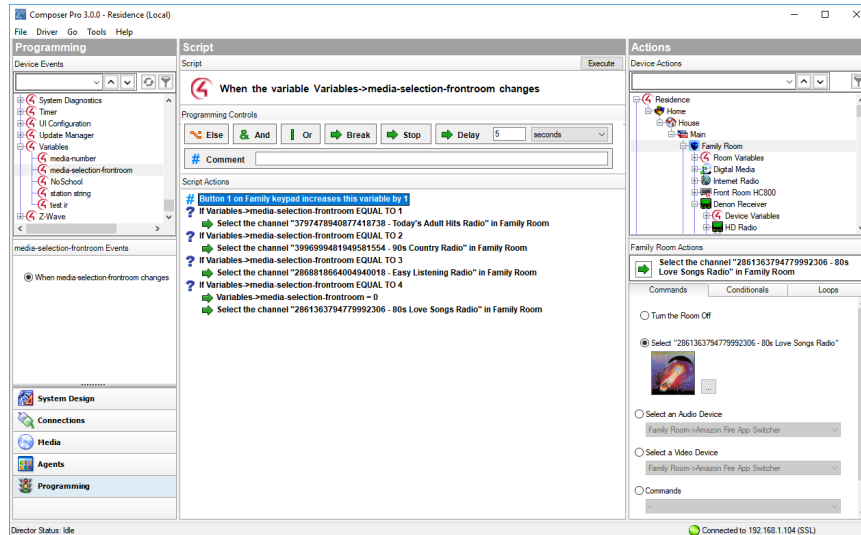 Composer Pro 3.0.0 - Residence (Local)
File Driver Go Tools Help
Programming
Device Events
System Diagnostics
Timer
UI Configuration
Update Manager
Variables
media-number
media-selection-frontroom
NoSchool
station string
test ir
Z-Wave
media-selection-frontroom Events
When media-selection-frontroom changes
System Design
Connections
Media
Agents
Programming
Script
Script Execute
When the variable Variables->media-selection-frontroom changes
Programming Controls
Else And Or Break Stop Delay 5 seconds
# Comment
Script Actions
# Button 1 on Family keypad increases this variable by 1
? If Variables->media-selection-frontroom EQUAL TO 1
Select the channel "3797478940877418738 - Today's Adult Hits Radio" in Family Room
? If Variables->media-selection-frontroom EQUAL TO 2
Select the channel "3996999481949581554 - 90s Country Radio" in Family Room
? If Variables->media-selection-frontroom EQUAL TO 3
Select the channel "2688818664004940018 - Easy Listening Radio" in Family Room
? If Variables->media-selection-frontroom EQUAL TO 4
Variables->media-selection-frontroom = 0
Select the channel "2861363794779992306 - 80s Love Songs Radio" in Family Room
Actions
Device Actions
Residence
Home
House
Main
Family Room
Room Variables
Digital Media
Internet Radio
Front Room HC800
Denon Receiver
Device Variables
HD Radio
Family Room Actions
Select the channel "2861363794779992306 - 80s
Love Songs Radio" in Family Room
Commands Conditionals Loops
Turn the Room Off
Select "2861363794779992306 - 80s Love Songs Radio"
...
Select an Audio Device
Family Room->Amazon Fire App Switcher
Select a Video Device
Family Room->Amazon Fire App Switcher
Commands
-
Director Status: Idle
Connected to 192.168.1.104 (SSL)